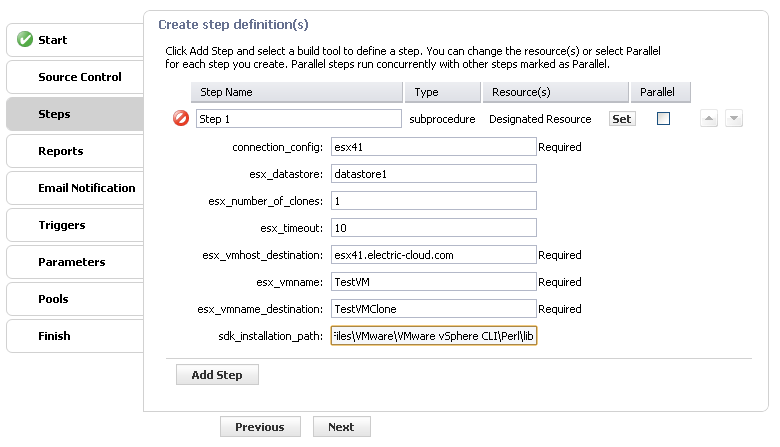 Create step definition(s)
Start
Source Control
Steps
Reports
Email Notification
Triggers
Parameters
Pools
Finish
Click Add Step and select a build tool to define a step. You can change the resource(s) or select Parallel
for each step you create. Parallel steps run concurrently with other steps marked as Parallel.
Step Name Type Resource(s) Parallel
Step 1 subprocedure Designated Resource Set
connection_config: esx41 Required
esx_datastore: datastore1
esx_number_of_clones: 1
esx_timeout: 10
esx_vmhost_destination: esx41.electric-cloud.com Required
esx_vmname: TestVM Required
esx_vmname_destination: TestVMClone Required
sdk_installation_path: Files\VMware\VMware vSphere CLI\Perl\lib
Add Step
Previous Next